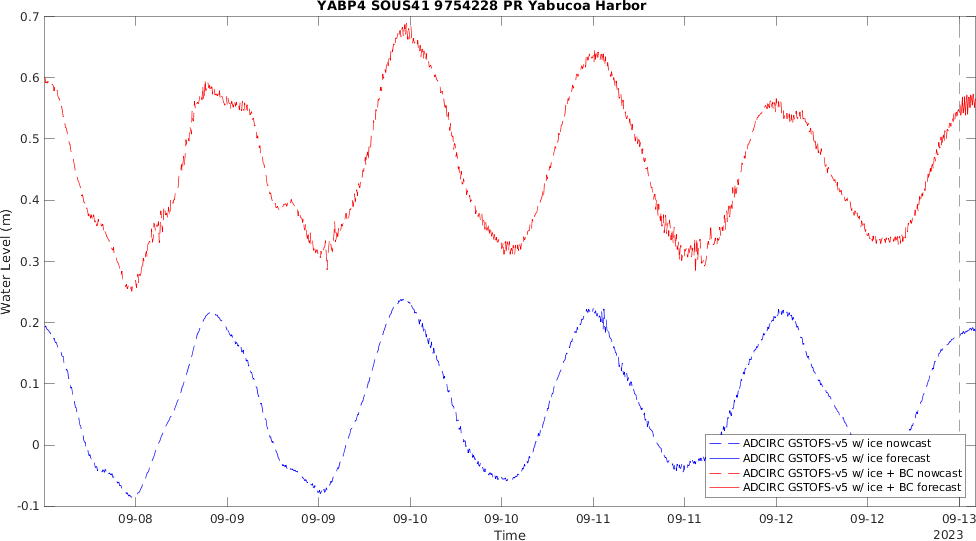 YABP4 SOUS41 9754228 PR Yabucoa Harbor
0.7
0.6
0.5
0.4
0.3
0.2
0.1
0
-0.1
Water Level (m)
ADCIRC GSTOFS-v5 w/ ice nowcast
ADCIRC GSTOFS-v5 w/ ice forecast
ADCIRC GSTOFS-v5 w/ ice + BC nowcast
ADCIRC GSTOFS-v5 w/ ice + BC forecast
09-08 09-09 09-09 09-10 09-10 09-11 09-11 09-12 09-12 09-13
Time 2023